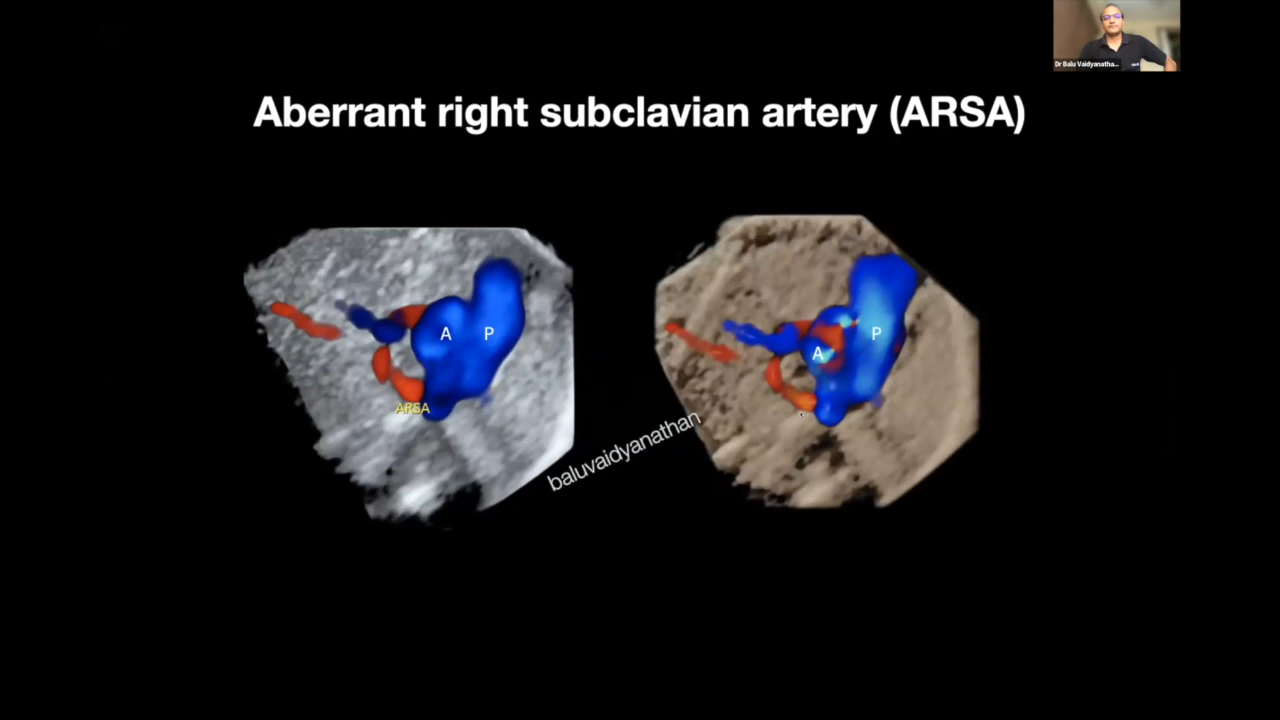 Dr Balu Vaidyanatha...
Aberrant right subclavian artery (ARSA)
A P
P
A
ARSA
baluvaidyanathan